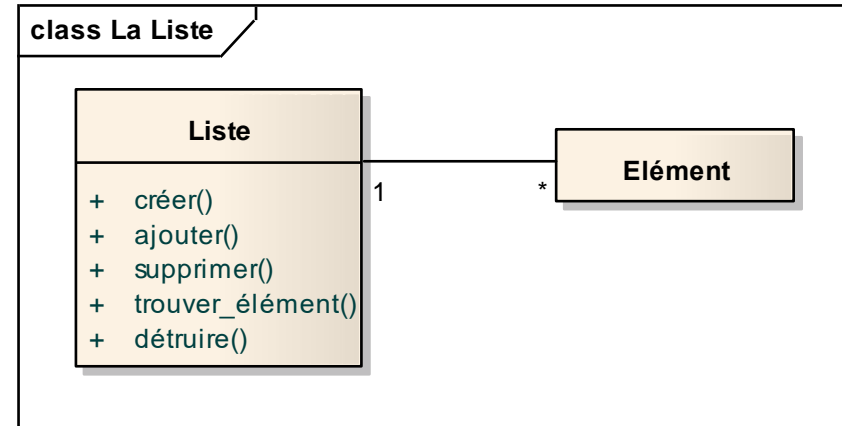 class La Liste
Liste
+ créer()
+ ajouter()
+ supprimer()
+ trouver_élément()
+ détruire()
1
*
Elément